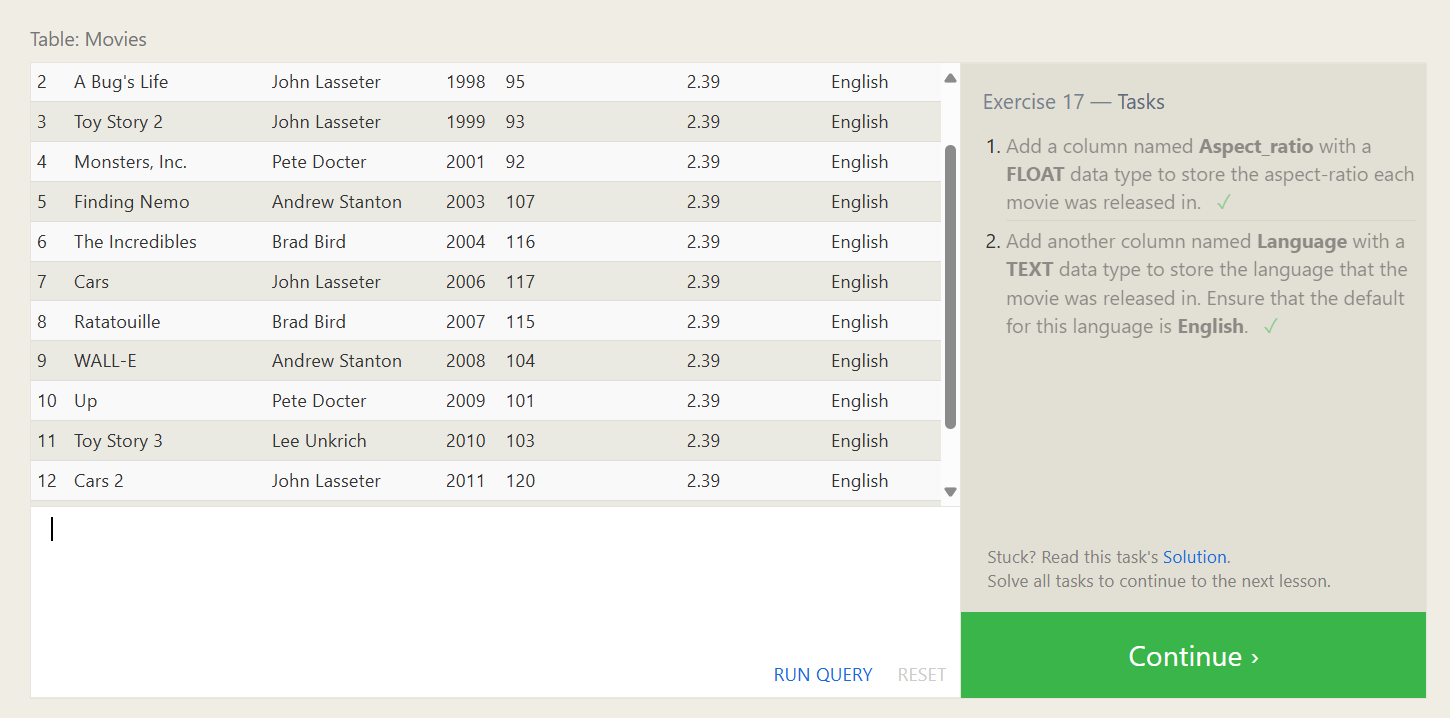 Table: Movies
2 A Bug's Life John Lasseter 1998 95 2.39 English
3 Toy Story 2 John Lasseter 1999 93 2.39 English
4 Monsters, Inc. Pete Docter 2001 92 2.39 English
5 Finding Nemo Andrew Stanton 2003 107 2.39 English
6 The Incredibles Brad Bird 2004 116 2.39 English
7 Cars John Lasseter 2006 117 2.39 English
8 Ratatouille Brad Bird 2007 115 2.39 English
9 WALL-E Andrew Stanton 2008 104 2.39 English
10 Up Pete Docter 2009 101 2.39 English
11 Toy Story 3 Lee Unkrich 2010 103 2.39 English
12 Cars 2 John Lasseter 2011 120 2.39 English
RUN QUERY RESET
Exercise 17 — Tasks
1. Add a column named Aspect_ratio with a
FLOAT data type to store the aspect-ratio each
movie was released in. ✓
2. Add another column named Language with a
TEXT data type to store the language that the
movie was released in. Ensure that the default
for this language is English. ✓
Stuck? Read this task's Solution.
Solve all tasks to continue to the next lesson.
Continue ›